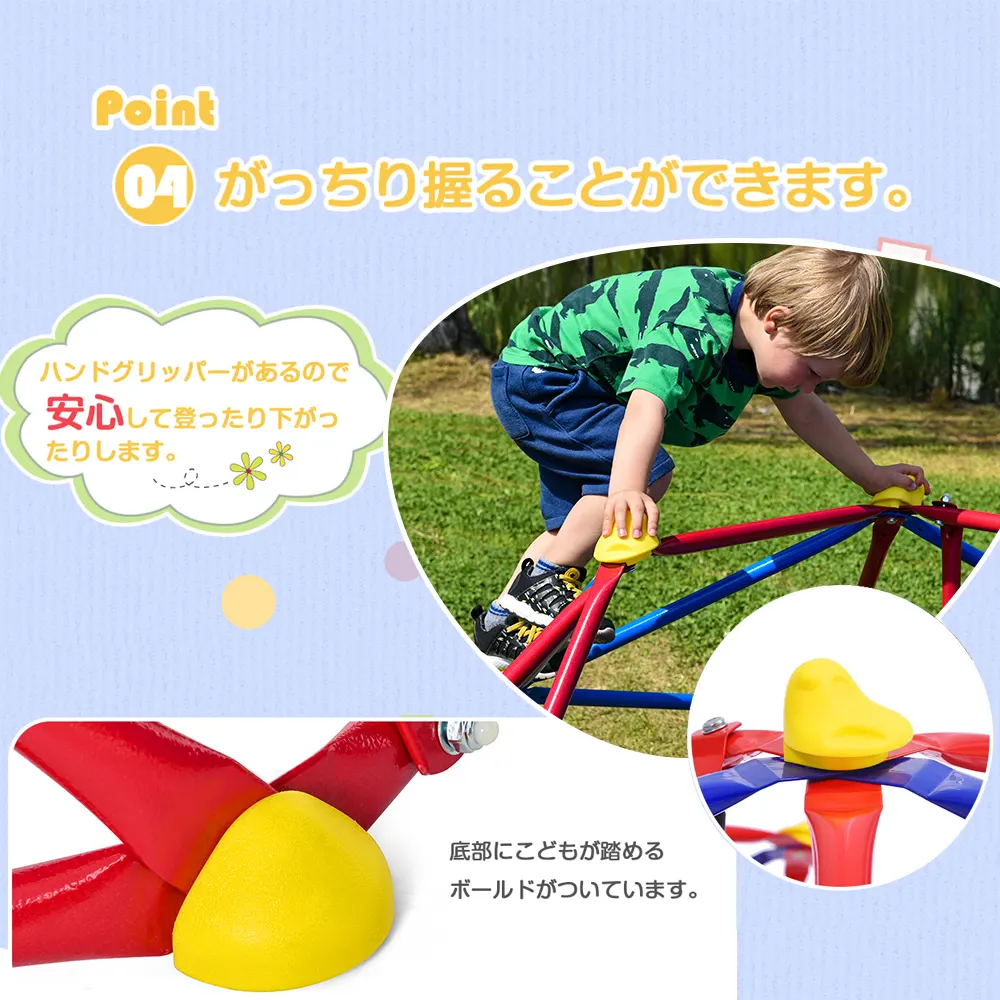 Point
04 がっちり握ることができます。
ハンドグリッパーがあるので
安心して登ったり下がっ
たりします。
底部にこどもが踏める
ボールドがついています。